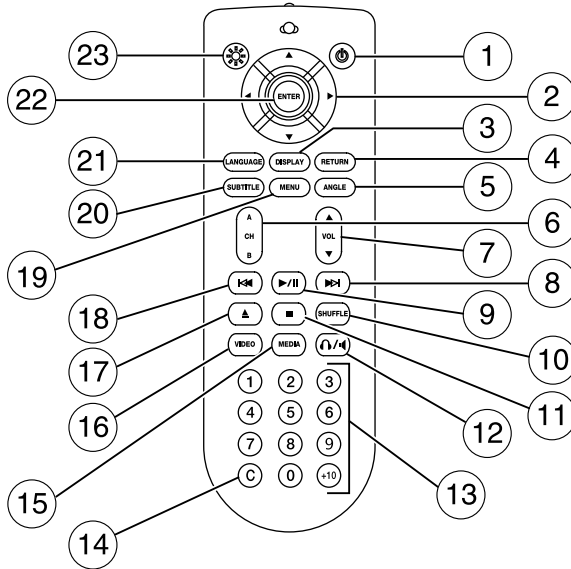 23
1
22
ENTER
2
3
21
LANGUAGE
DISPLAY
RETURN
4
20
SUBTITLE
MENU
ANGLE
5
19
A
CH
B
VOL
6
7
18
8
17
9
SHUFFLE
10
16
VIDEO
MEDIA
11
12
1
2
3
4
5
6
7
8
9
C
0
+10
13
15
14